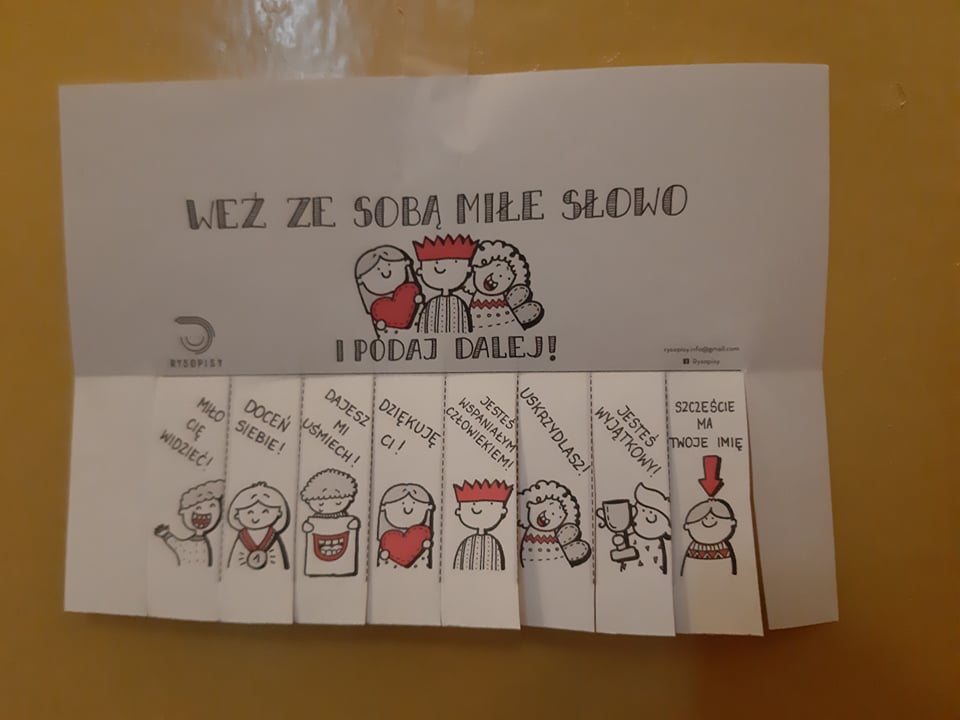 WEŹ ZE SOBĄ MIŁE SŁOWO
I PODAJ DALEJ!
RYSOPISY
rysopisy.info@gmail.com
Rysopisy
MIŁO
CIĘ
WIDZIEĆ!
DOCEŃ
SIEBIE!
DAJESZ
MI
UŚMIECH!
DZIĘKUJĘ
CI!
JESTEŚ
WSPANIAŁYM
CZŁOWIEKIEM!
USKRZYDLASZ!
JESTEŚ
WYJĄTKOWY!
SZCZĘŚCIE
MA
TWOJE IMIĘ
1